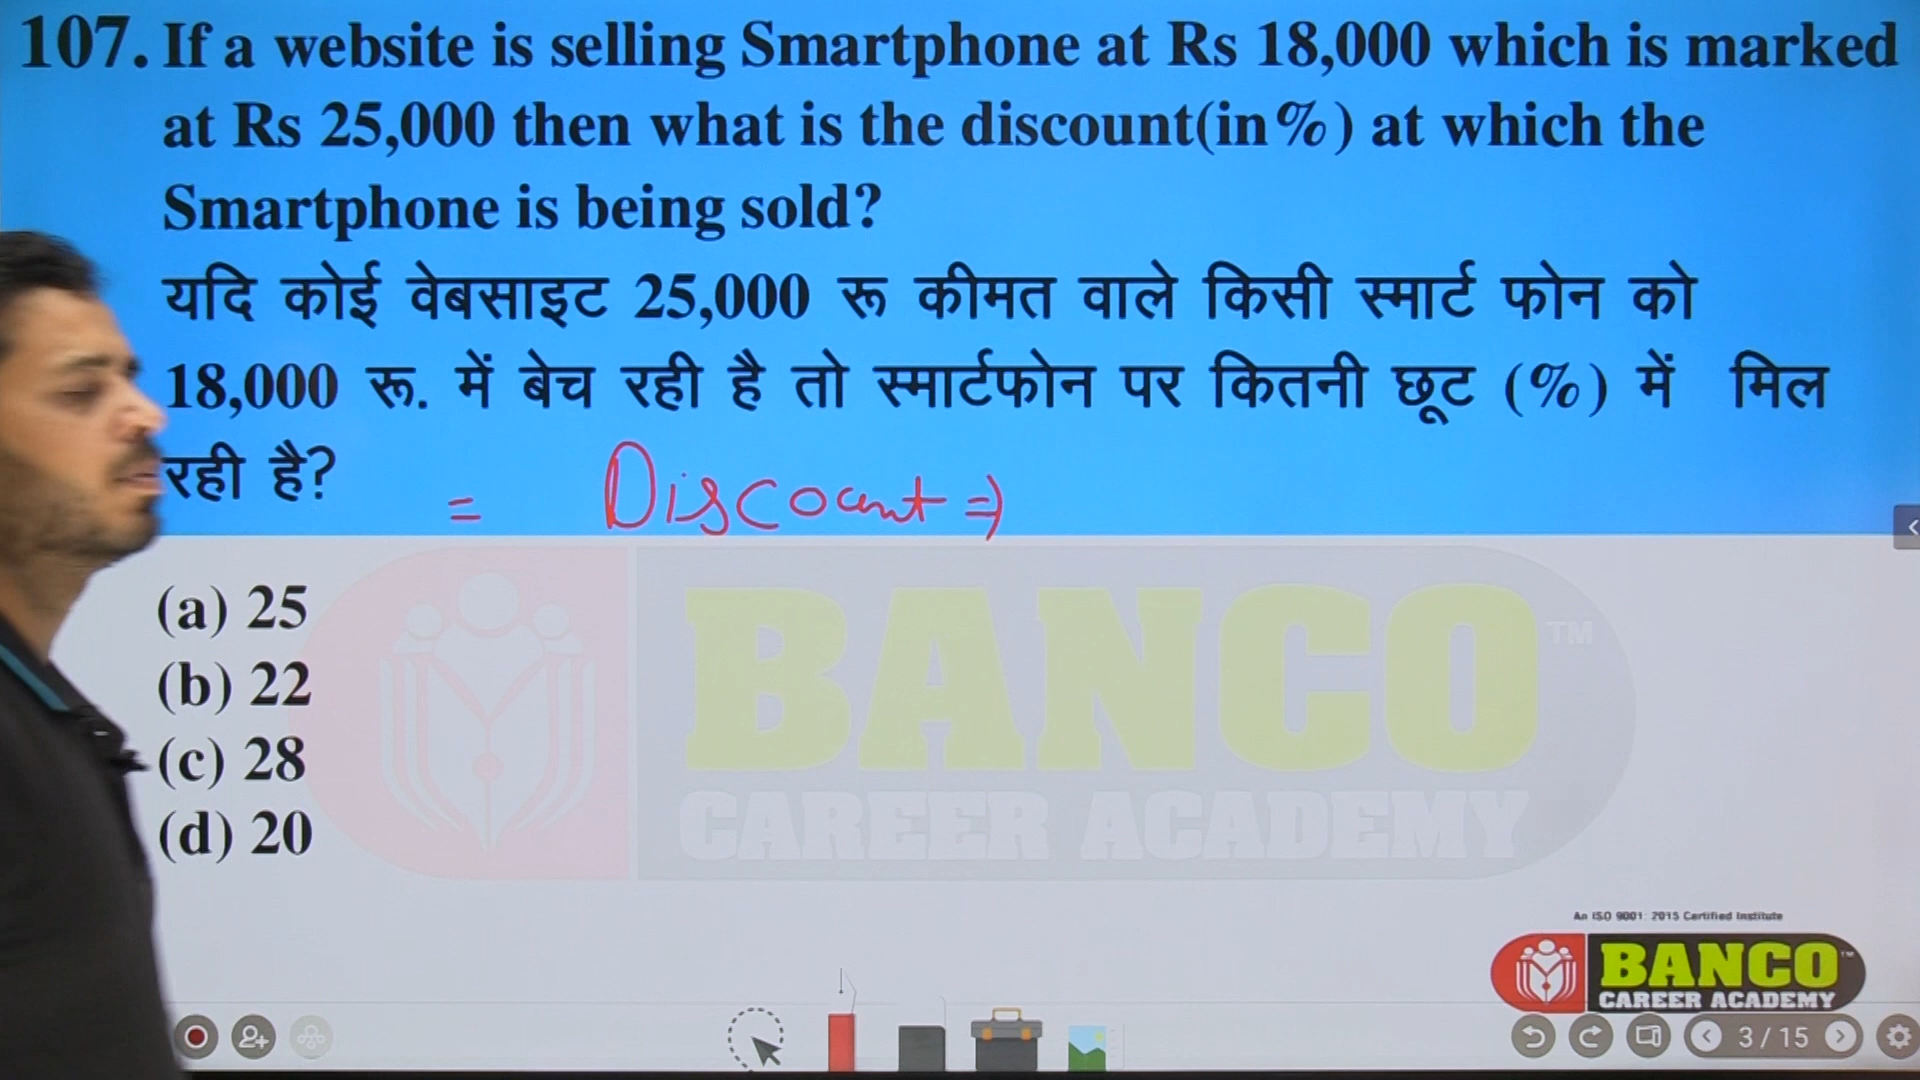 107. If a website is selling Smartphone at Rs 18,000 which is marked
at Rs 25,000 then what is the discount(in%) at which the
Smartphone is being sold?
यदि कोई वेबसाइट 25,000 रू कीमत वाले किसी स्मार्ट फोन को
18,000 रू. में बेच रही है तो स्मार्टफोन पर कितनी छूट (%) में मिल
रही है?
= Discount ⇒
(a) 25
(b) 22
(c) 28
(d) 20
BANCO TM
CAREER ACADEMY
An ISO 9001: 2015 Certified Institute
BANCO TM
CAREER ACADEMY
3 / 15